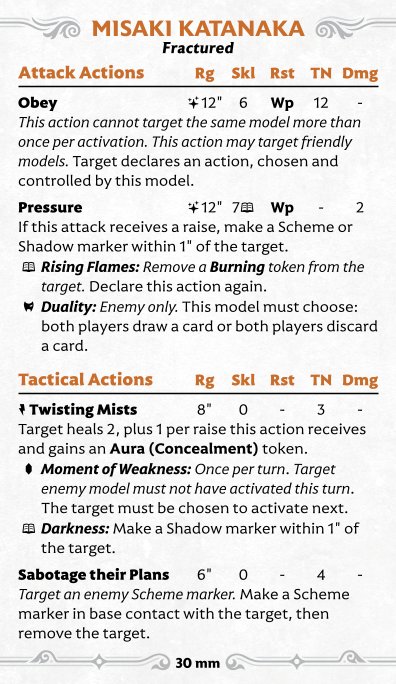 MISAKI KATANAKA
Fractured
Attack Actions Rg Skl Rst TN Dmg
Obey 12" 6 Wp 12 -
This action cannot target the same model more than
once per activation. This action may target friendly
models. Target declares an action, chosen and
controlled by this model.
Pressure 12" 7 Wp - 2
If this attack receives a raise, make a Scheme or
Shadow marker within 1" of the target.
Rising Flames: Remove a Burning token from the
target. Declare this action again.
Duality: Enemy only. This model must choose:
both players draw a card or both players discard
a card.
Tactical Actions Rg Skl Rst TN Dmg
Twisting Mists 8" 0 - 3 -
Target heals 2, plus 1 per raise this action receives
and gains an Aura (Concealment) token.
Moment of Weakness: Once per turn. Target
enemy model must not have activated this turn.
The target must be chosen to activate next.
Darkness: Make a Shadow marker within 1" of
the target.
Sabotage their Plans 6" 0 - 4 -
Target an enemy Scheme marker. Make a Scheme
marker in base contact with the target, then
remove the target.
30 mm